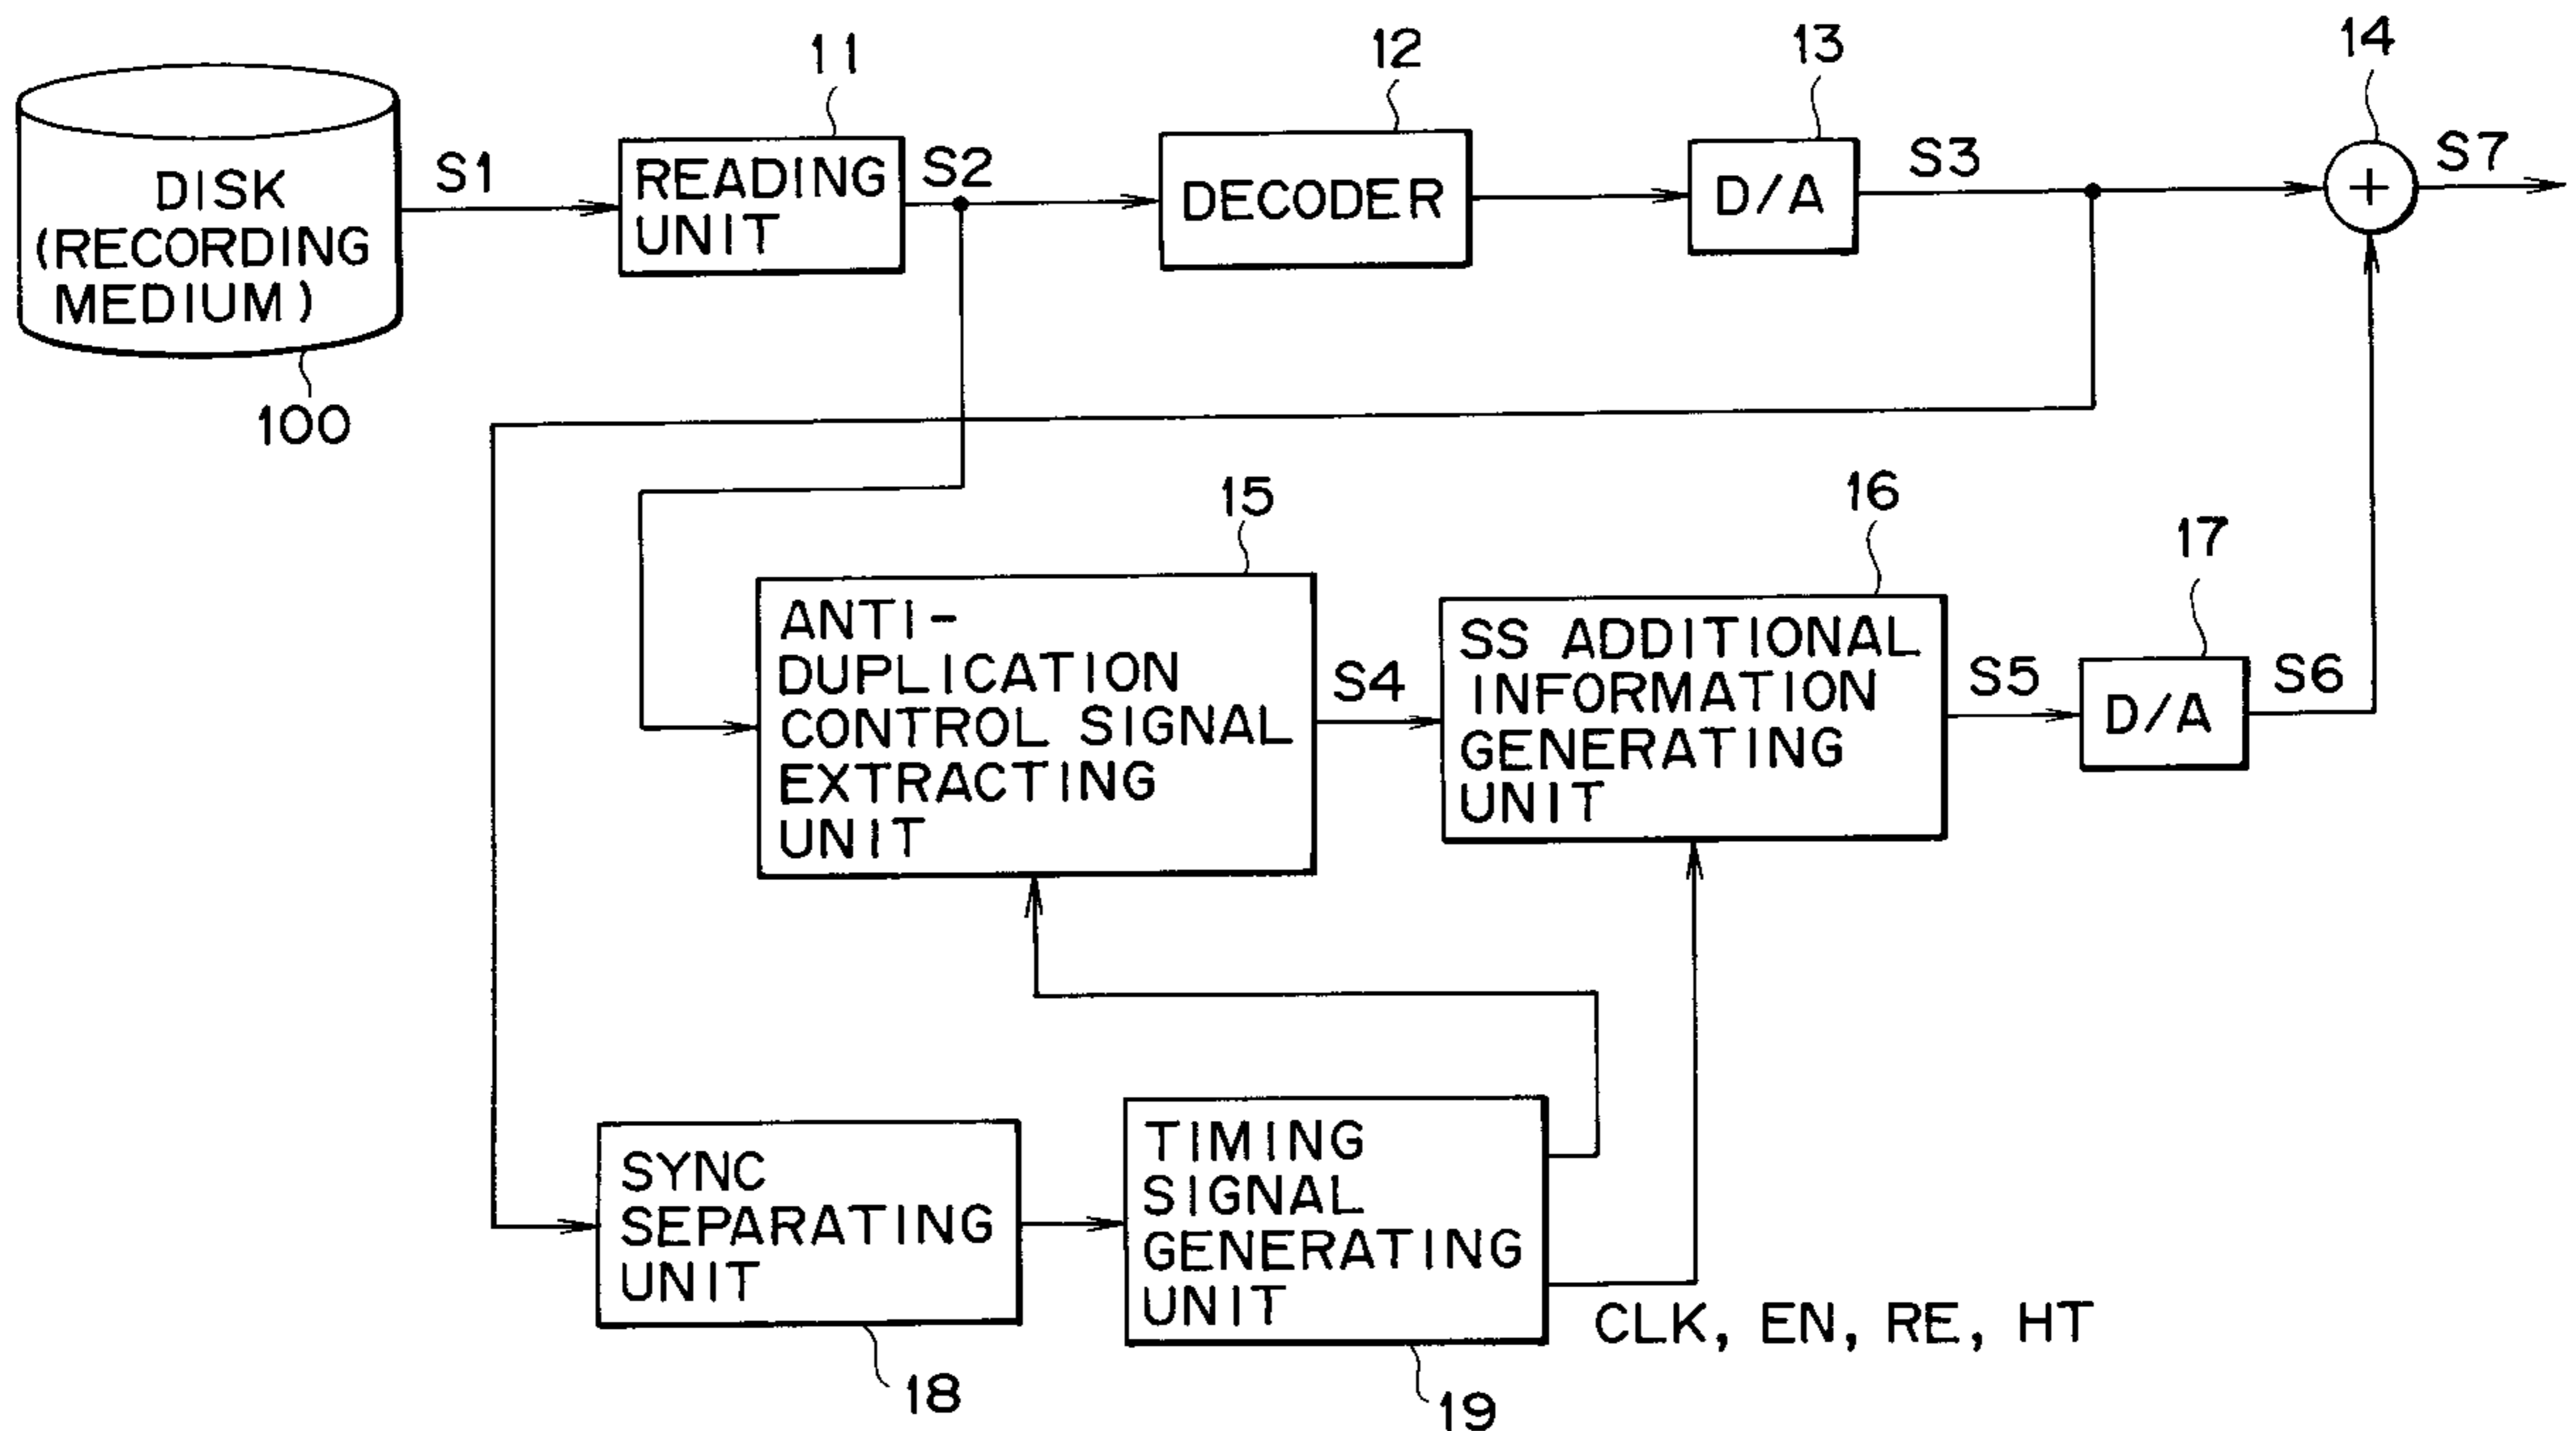 11
12
13
14
DISK
(RECORDING
MEDIUM)
100
S1
READING
UNIT
S2
DECODER
D/A
S3
+
S7
15
16
17
ANTI-
DUPLICATION
CONTROL SIGNAL
EXTRACTING
UNIT
S4
SS ADDITIONAL
INFORMATION
GENERATING
UNIT
S5
D/A
S6
SYNC
SEPARATING
UNIT
18
TIMING
SIGNAL
GENERATING
UNIT
19
CLK, EN, RE, HT